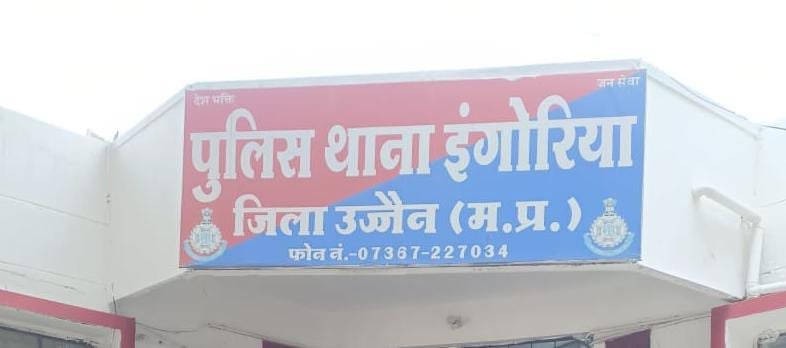 देश भक्ति जन सेवा
पुलिस थाना इंगोरिया
जिला उज्जैन (म.प्र.)
फोन नं.-07367-227034